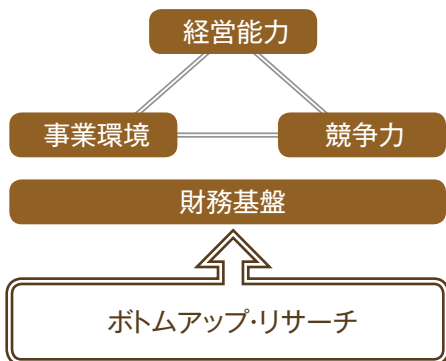 経営能力
事業環境
競争力
財務基盤
ボトムアップ・リサーチ